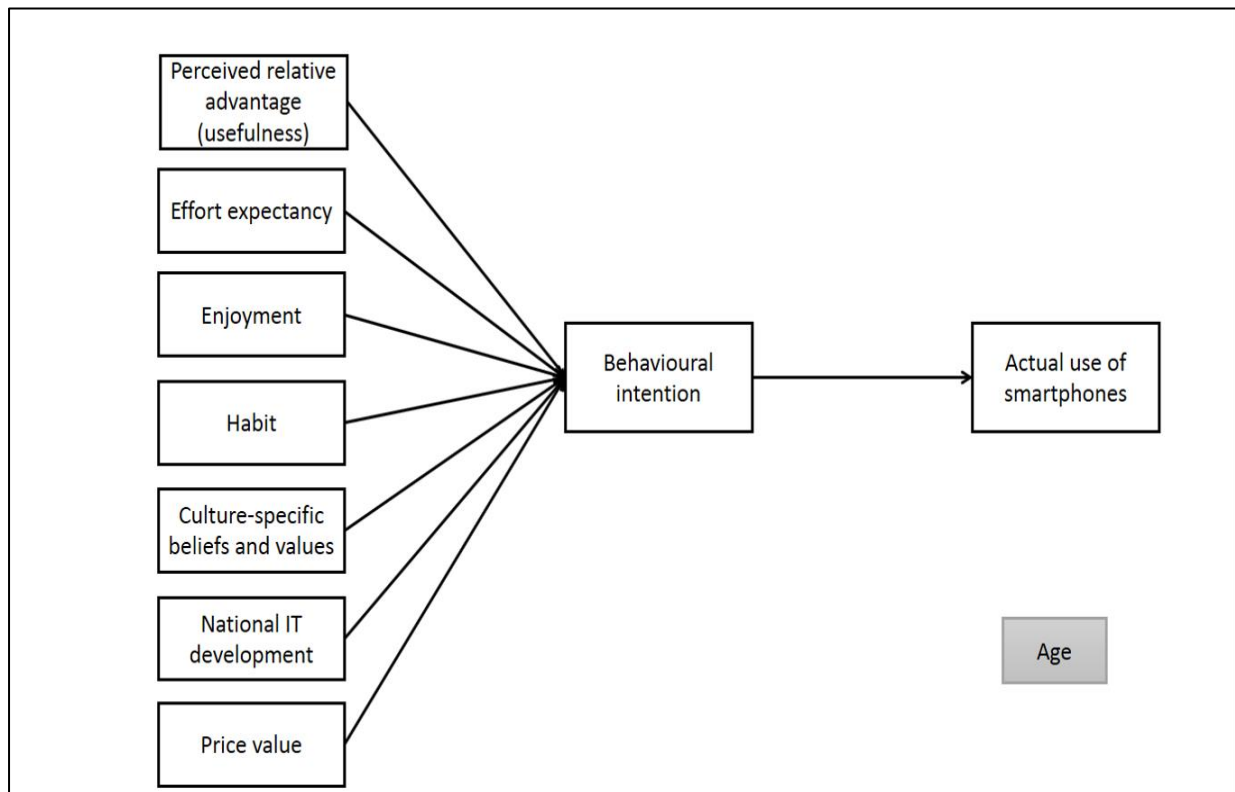 Perceived relative
advantage
(usefulness)
Effort expectancy
Enjoyment
Habit
Culture-specific
beliefs and values
National IT
development
Price value
Behavioural
intention
Actual use of
smartphones
Age